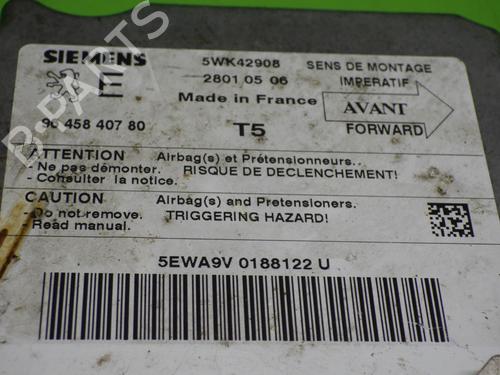 SIEMENS 5WK42908 SENS DE MONTAGE
E 2801 05 06 IMPERATIF
Made in France AVANT
96 458 407 80 T5 FORWARD
ATTENTION Airbag(s) et Prétensionneurs..
- Ne pas démonter. RISQUE DE DECLENCHEMENT!
- Consulter la notice.
CAUTION Airbag(s) and Pretensioners.
- Do not remove. TRIGGERING HAZARD!
- Read manual.
5EWA9V 0188122 U
B-PARTS